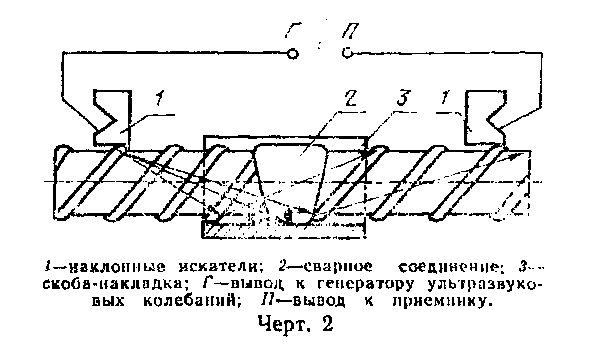 Г П
1 2 3 1
1—наклонные искатели; 2—сварное соединение; 3—
скоба-накладка; Г—вывод к генератору ультразвуко-
вых колебаний; П—вывод к приемнику.
Черт. 2